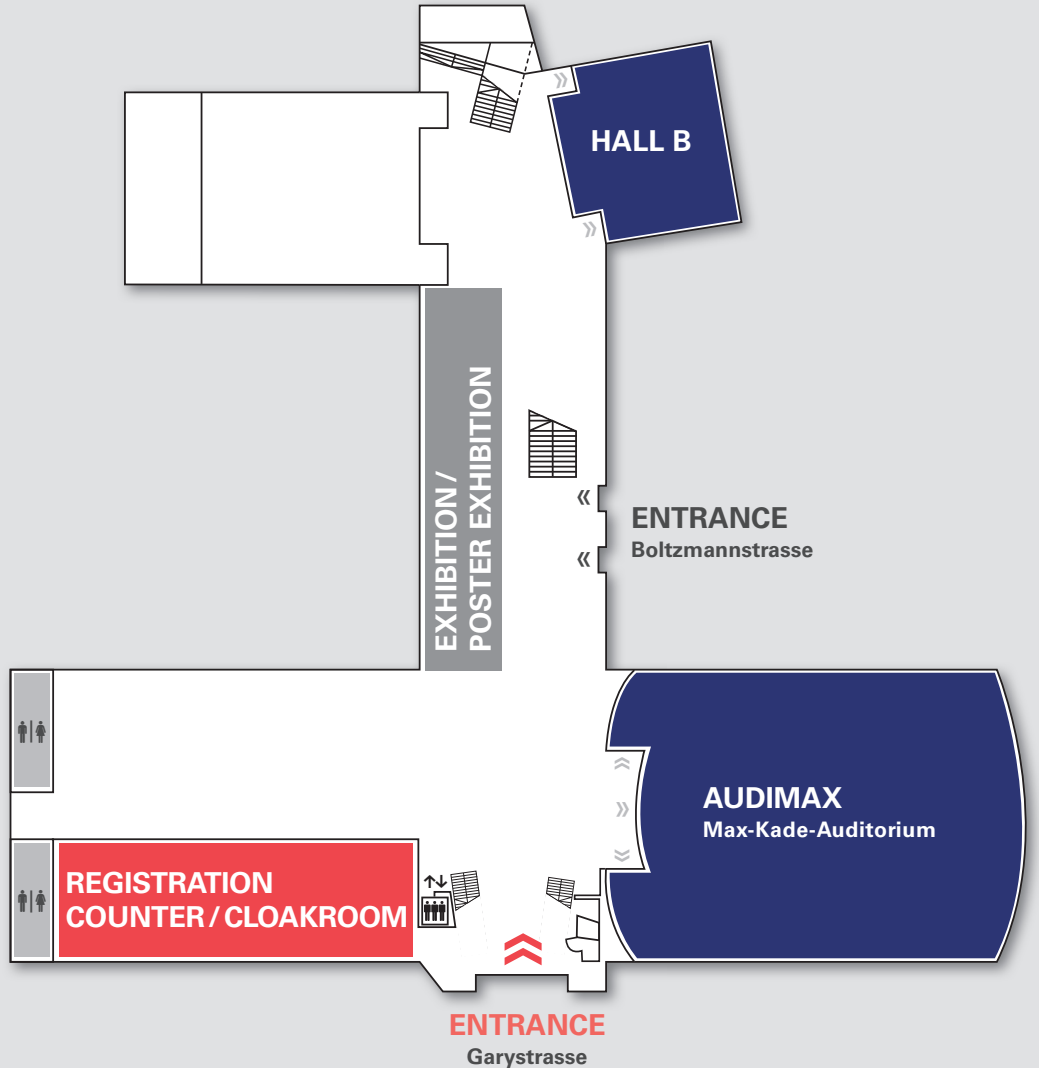 HALL B
EXHIBITION /
POSTER EXHIBITION
ENTRANCE
Boltzmannstrasse
AUDIMAX
Max-Kade-Auditorium
REGISTRATION
COUNTER / CLOAKROOM
ENTRANCE
Garystrasse